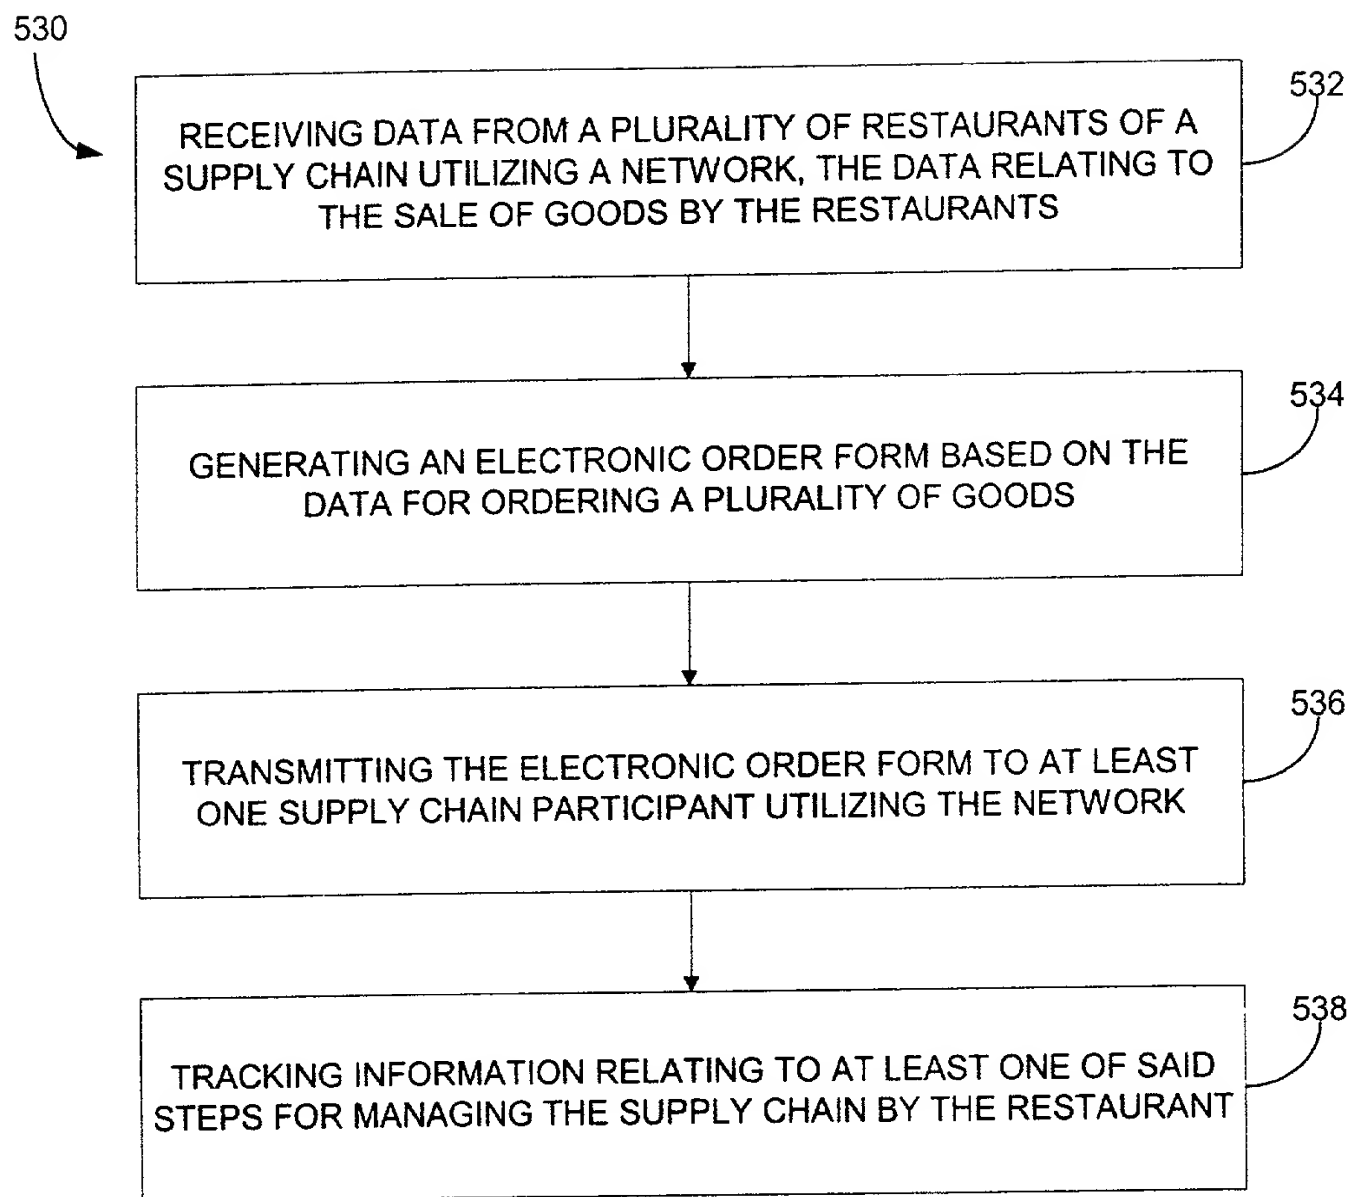 530
532
RECEIVING DATA FROM A PLURALITY OF RESTAURANTS OF A
SUPPLY CHAIN UTILIZING A NETWORK, THE DATA RELATING TO
THE SALE OF GOODS BY THE RESTAURANTS
534
GENERATING AN ELECTRONIC ORDER FORM BASED ON THE
DATA FOR ORDERING A PLURALITY OF GOODS
536
TRANSMITTING THE ELECTRONIC ORDER FORM TO AT LEAST
ONE SUPPLY CHAIN PARTICIPANT UTILIZING THE NETWORK
538
TRACKING INFORMATION RELATING TO AT LEAST ONE OF SAID
STEPS FOR MANAGING THE SUPPLY CHAIN BY THE RESTAURANT